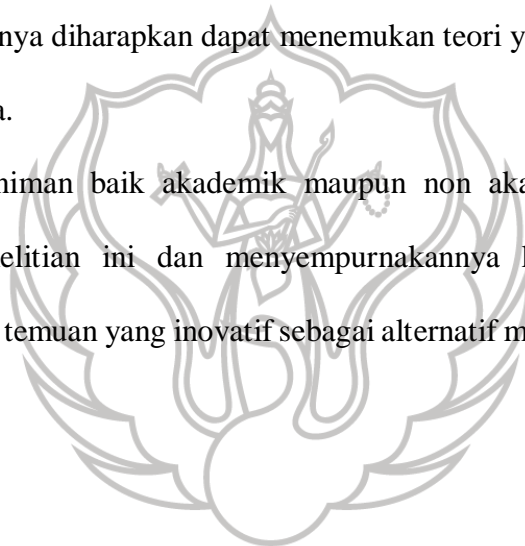 nya diharapkan dapat menemukan teori y
a.
niman baik akademik maupun non aka
elitian ini dan menyempurnakannya
temuan yang inovatif sebagai alternatif m